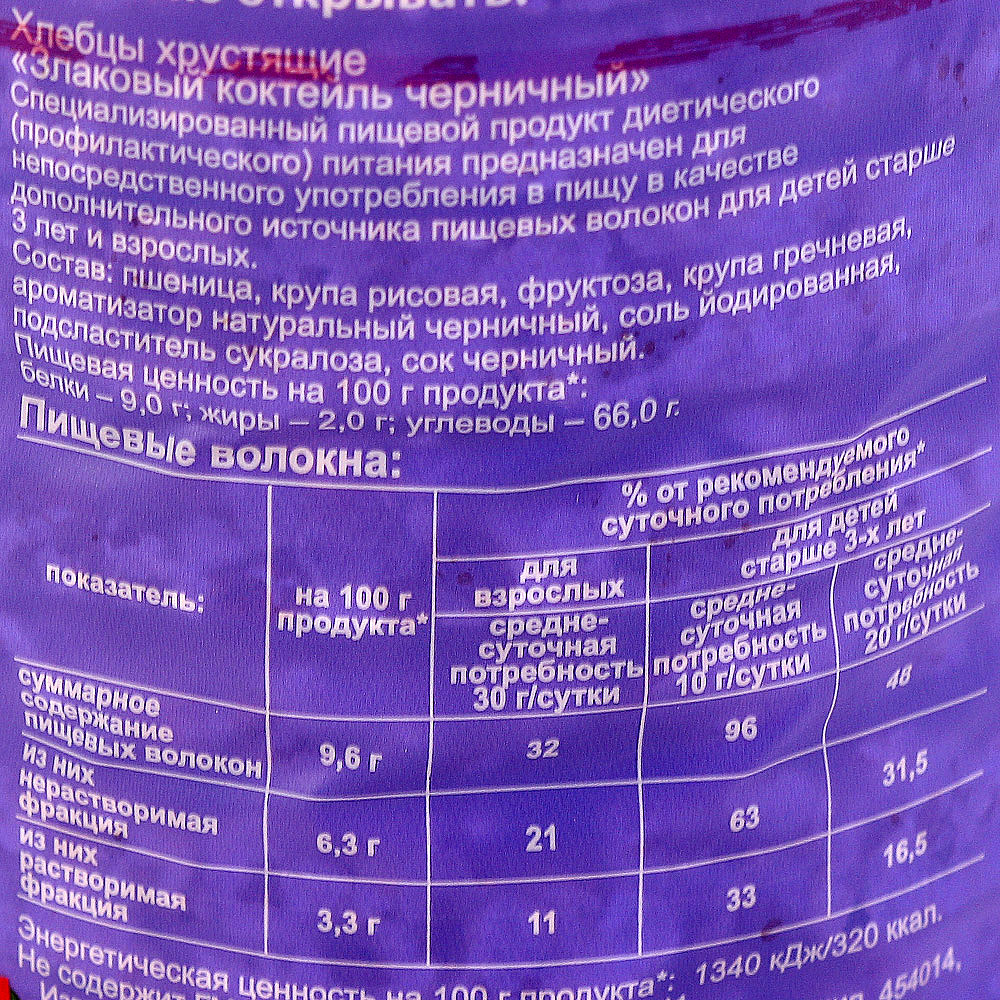 открывать.
Хлебцы хрустящие
«Злаковый коктейль черничный»
Специализированный пищевой продукт диетического
(профилактического) питания предназначен для
непосредственного употребления в пищу в качестве
дополнительного источника пищевых волокон для детей старше
3 лет и взрослых.
Состав: пшеница, крупа рисовая, фруктоза, крупа гречневая,
ароматизатор натуральный черничный, соль йодированная,
подсластитель сукралоза, сок черничный.
Пищевая ценность на 100 г продукта*:
белки – 9,0 г; жиры – 2,0 г; углеводы – 66,0 г.
Пищевые волокна:
показатель:
на 100 г
продукта*
% от рекомендуемого
суточного потребления*
для
взрослых
для детей
старше 3-х лет
средне-
суточная
потребность
30 г/сутки
средне-
суточная
потребность
10 г/сутки
средне-
суточная
потребность
20 г/сутки
суммарное
содержание
пищевых волокон
9,6 г
32
96
48
из них
нерастворимая
фракция
6,3 г
21
63
31,5
из них
растворимая
фракция
3,3 г
11
33
16,5
Энергетическая ценность на 100 г продукта*: 1340 кДж/320 ккал.
Не содержит
454014,